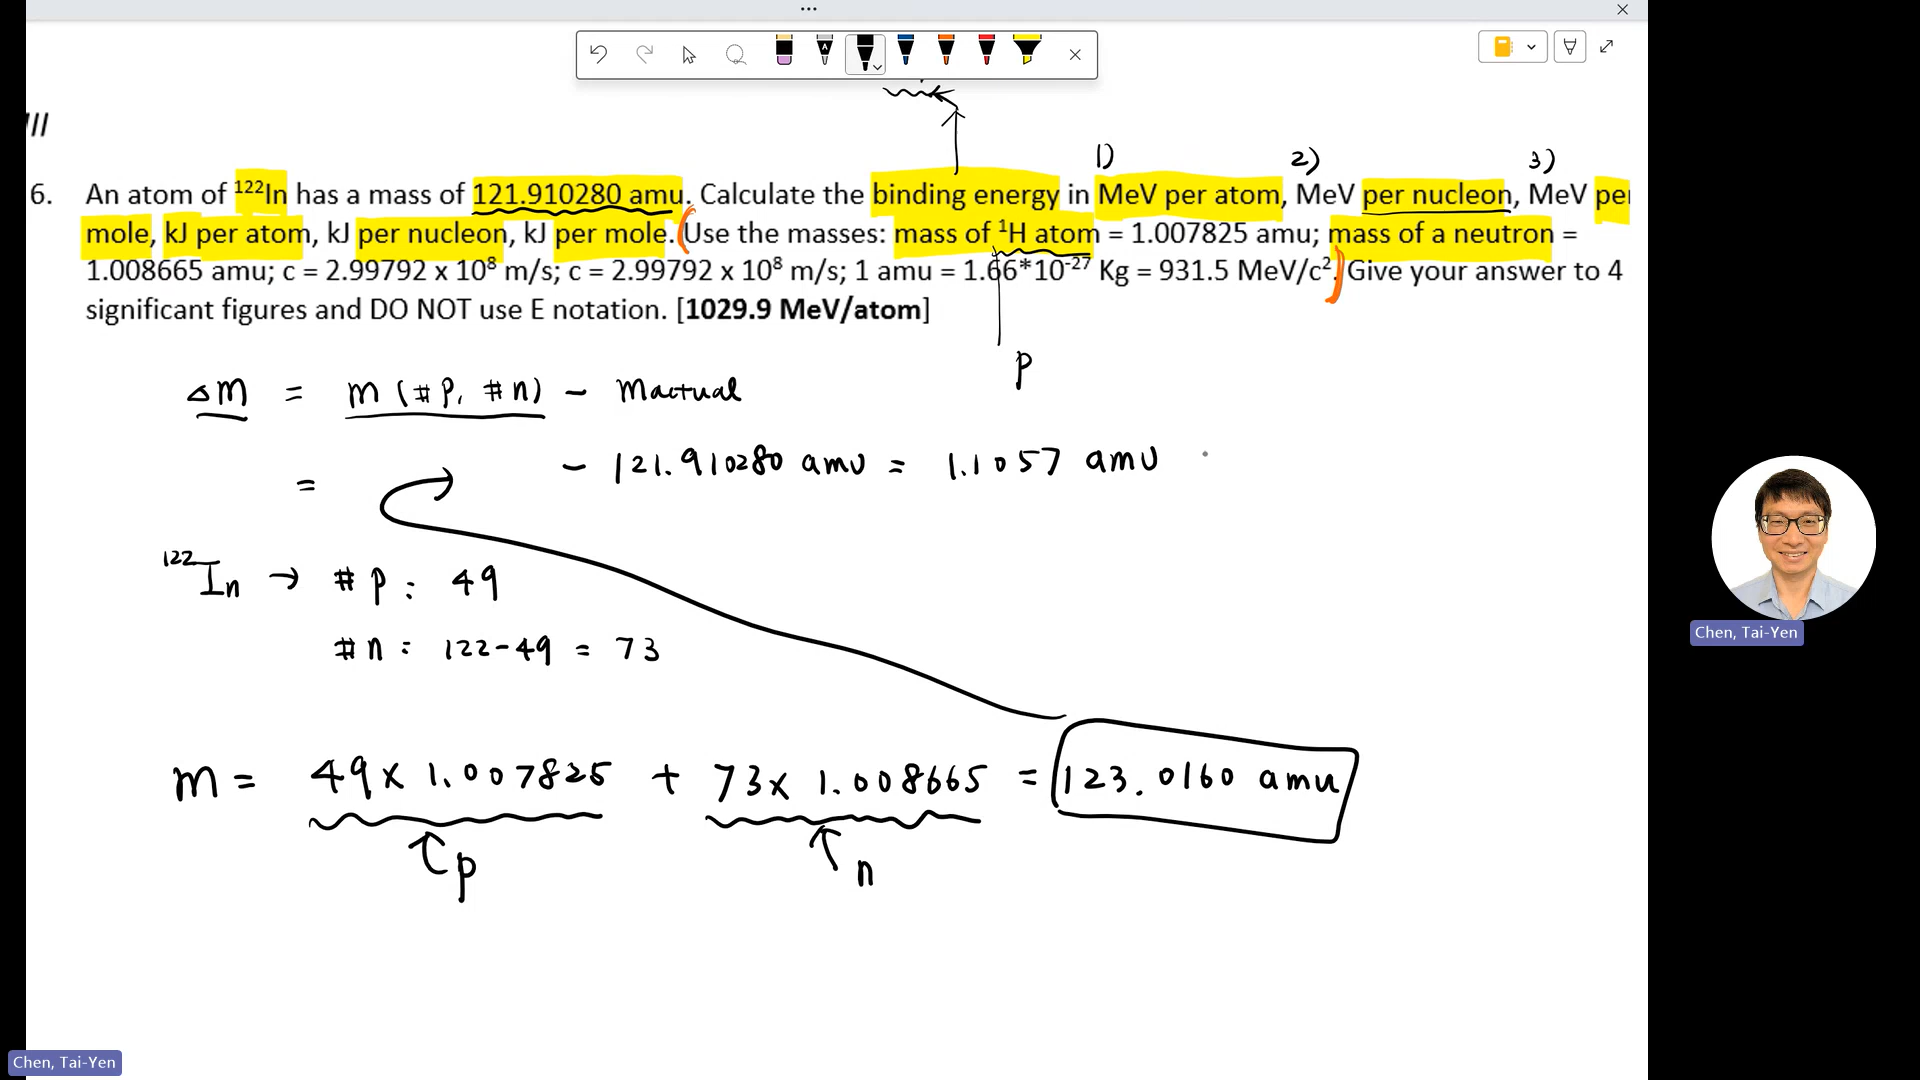 III
1) 2) 3)
6. An atom of ¹²²In has a mass of 121.910280 amu. Calculate the binding energy in MeV per atom, MeV per nucleon, MeV per
mole, kJ per atom, kJ per nucleon, kJ per mole. (Use the masses: mass of ¹H atom = 1.007825 amu; mass of a neutron =
1.008665 amu; c = 2.99792 x 10⁸ m/s; c = 2.99792 x 10⁸ m/s; 1 amu = 1.66*10⁻²⁷ Kg = 931.5 MeV/c².) Give your answer to 4
significant figures and DO NOT use E notation. [1029.9 MeV/atom]
p
Δm = m (#p, #n) - mactual
= - 121.910280 amu = 1.1057 amu
¹²²In → #p : 49
#n : 122-49 = 73
m = 49 x 1.007825 + 73 x 1.008665 = 123.0160 amu
p n
Chen, Tai-Yen
Chen, Tai-Yen